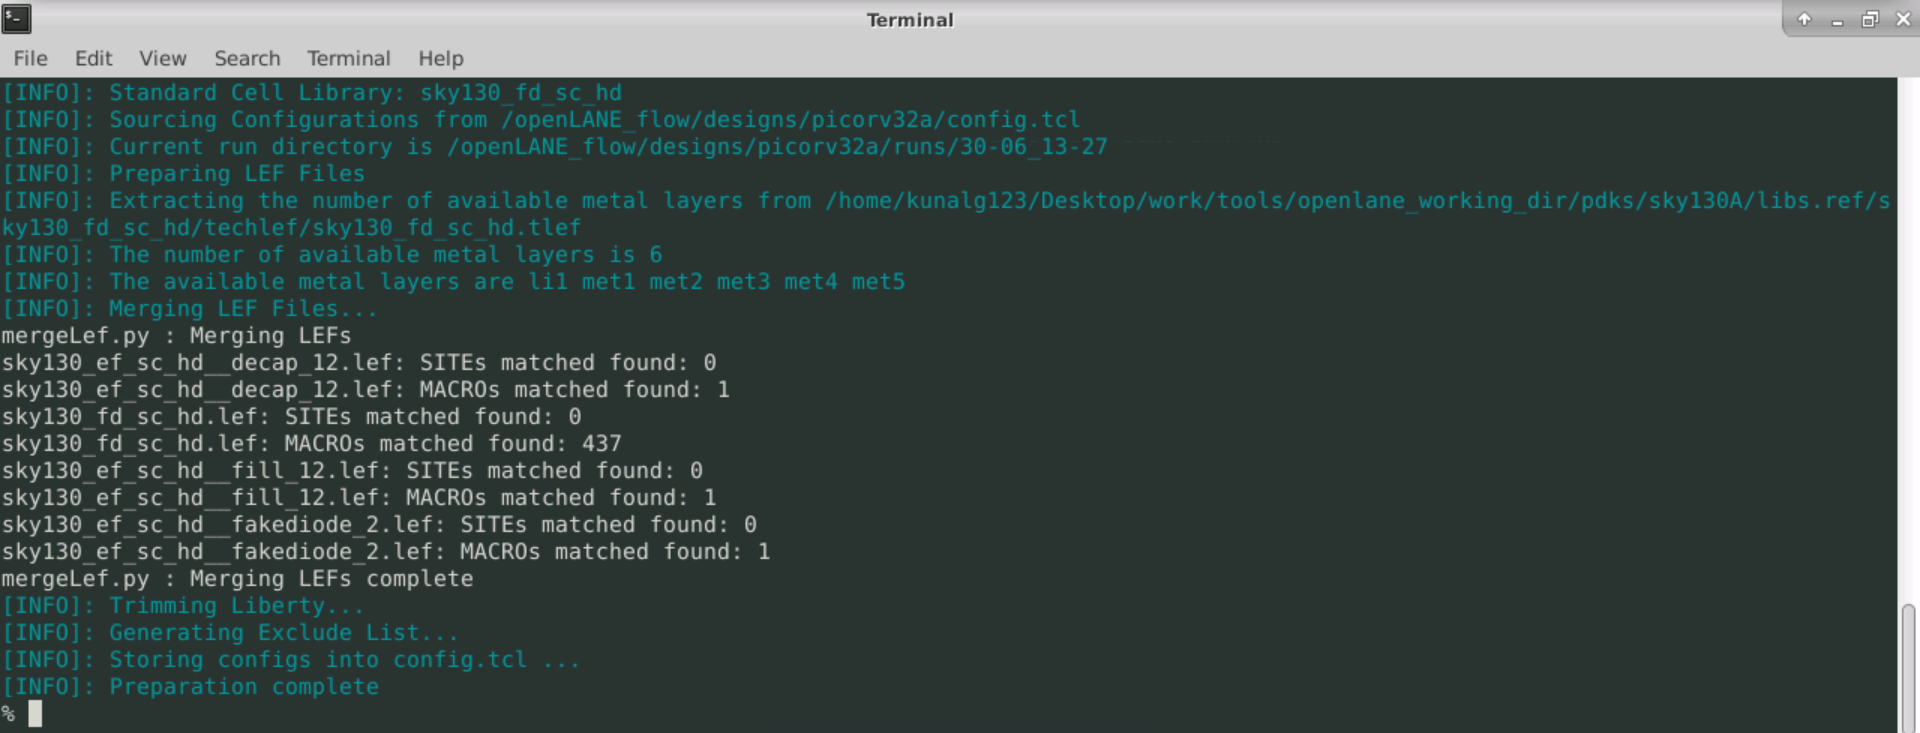 Terminal
File Edit View Search Terminal Help
[INFO]: Standard Cell Library: sky130_fd_sc_hd
[INFO]: Sourcing Configurations from /openLANE_flow/designs/picorv32a/config.tcl
[INFO]: Current run directory is /openLANE_flow/designs/picorv32a/runs/30-06_13-27
[INFO]: Preparing LEF Files
[INFO]: Extracting the number of available metal layers from /home/kunalg123/Desktop/work/tools/openlane_working_dir/pdks/sky130A/libs.ref/s
ky130_fd_sc_hd/techlef/sky130_fd_sc_hd.tlef
[INFO]: The number of available metal layers is 6
[INFO]: The available metal layers are li1 met1 met2 met3 met4 met5
[INFO]: Merging LEF Files...
mergeLef.py : Merging LEFs
sky130_ef_sc_hd__decap_12.lef: SITEs matched found: 0
sky130_ef_sc_hd__decap_12.lef: MACROs matched found: 1
sky130_fd_sc_hd.lef: SITEs matched found: 0
sky130_fd_sc_hd.lef: MACROs matched found: 437
sky130_ef_sc_hd__fill_12.lef: SITEs matched found: 0
sky130_ef_sc_hd__fill_12.lef: MACROs matched found: 1
sky130_ef_sc_hd__fakediode_2.lef: SITEs matched found: 0
sky130_ef_sc_hd__fakediode_2.lef: MACROs matched found: 1
mergeLef.py : Merging LEFs complete
[INFO]: Trimming Liberty...
[INFO]: Generating Exclude List...
[INFO]: Storing configs into config.tcl ...
[INFO]: Preparation complete
%